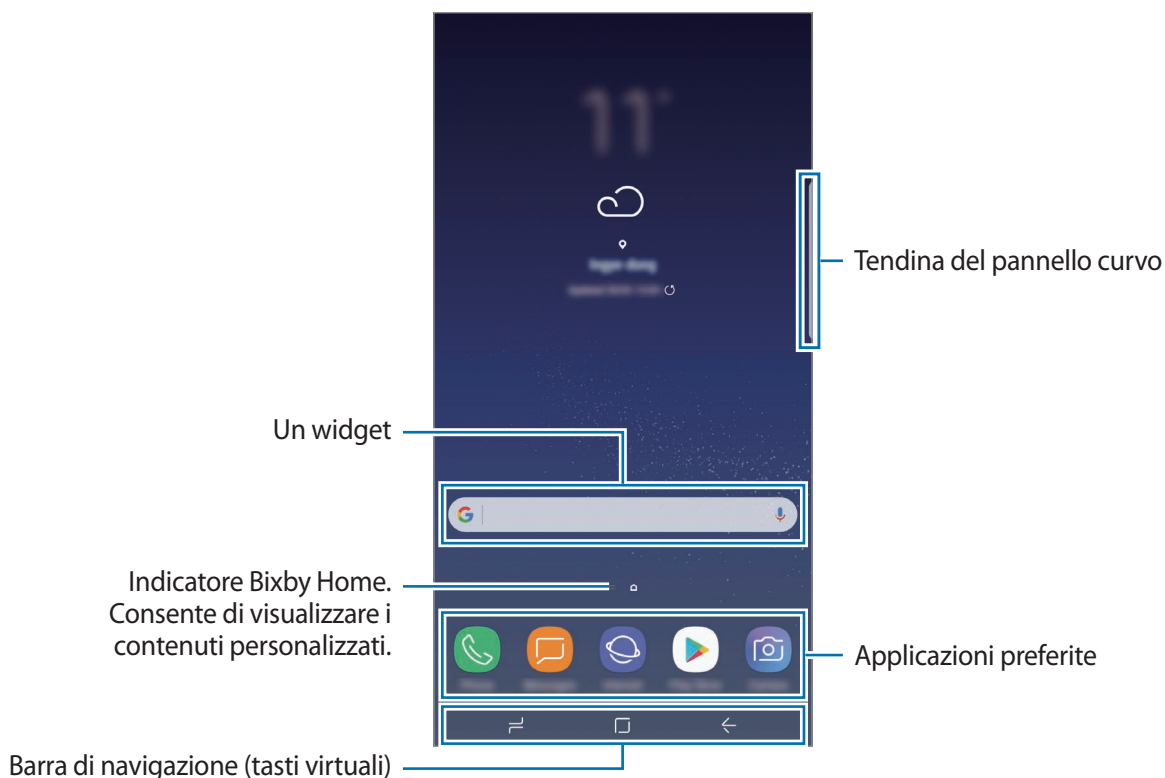 11°
Tendina del pannello curvo
Un widget
G
Indicatore Bixby Home.
Consente di visualizzare i
contenuti personalizzati.
Applicazioni preferite
Barra di navigazione (tasti virtuali)